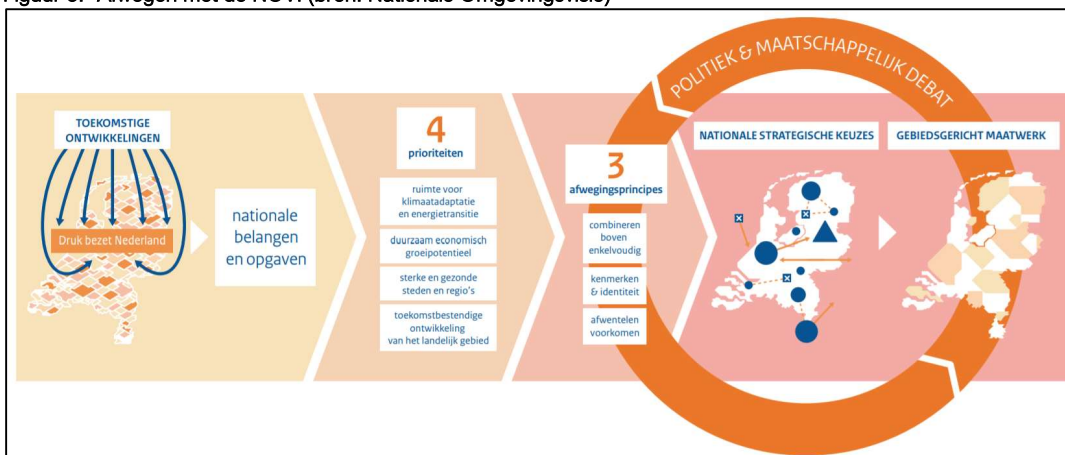 TOEKOMSTIGE
ONTWIKKELINGEN
Druk bezet Nederland
nationale
belangen
en opgaven
4
prioriteiten
ruimte voor
klimaatadaptatie
en energietransitie
duurzaam economisch
groeipotentieel
sterke en gezonde
steden en regio's
toekomstbestendige
ontwikkeling
van het landelijk gebied
3
afwegingsprincipes
combineren
boven
enkelvoudig
kenmerken
& identiteit
afwentelen
voorkomen
POLITIEK & MAATSCHAPPELIJK DEBAT
NATIONALE STRATEGISCHE KEUZES
GEBIEDSGERICHT MAATWERK